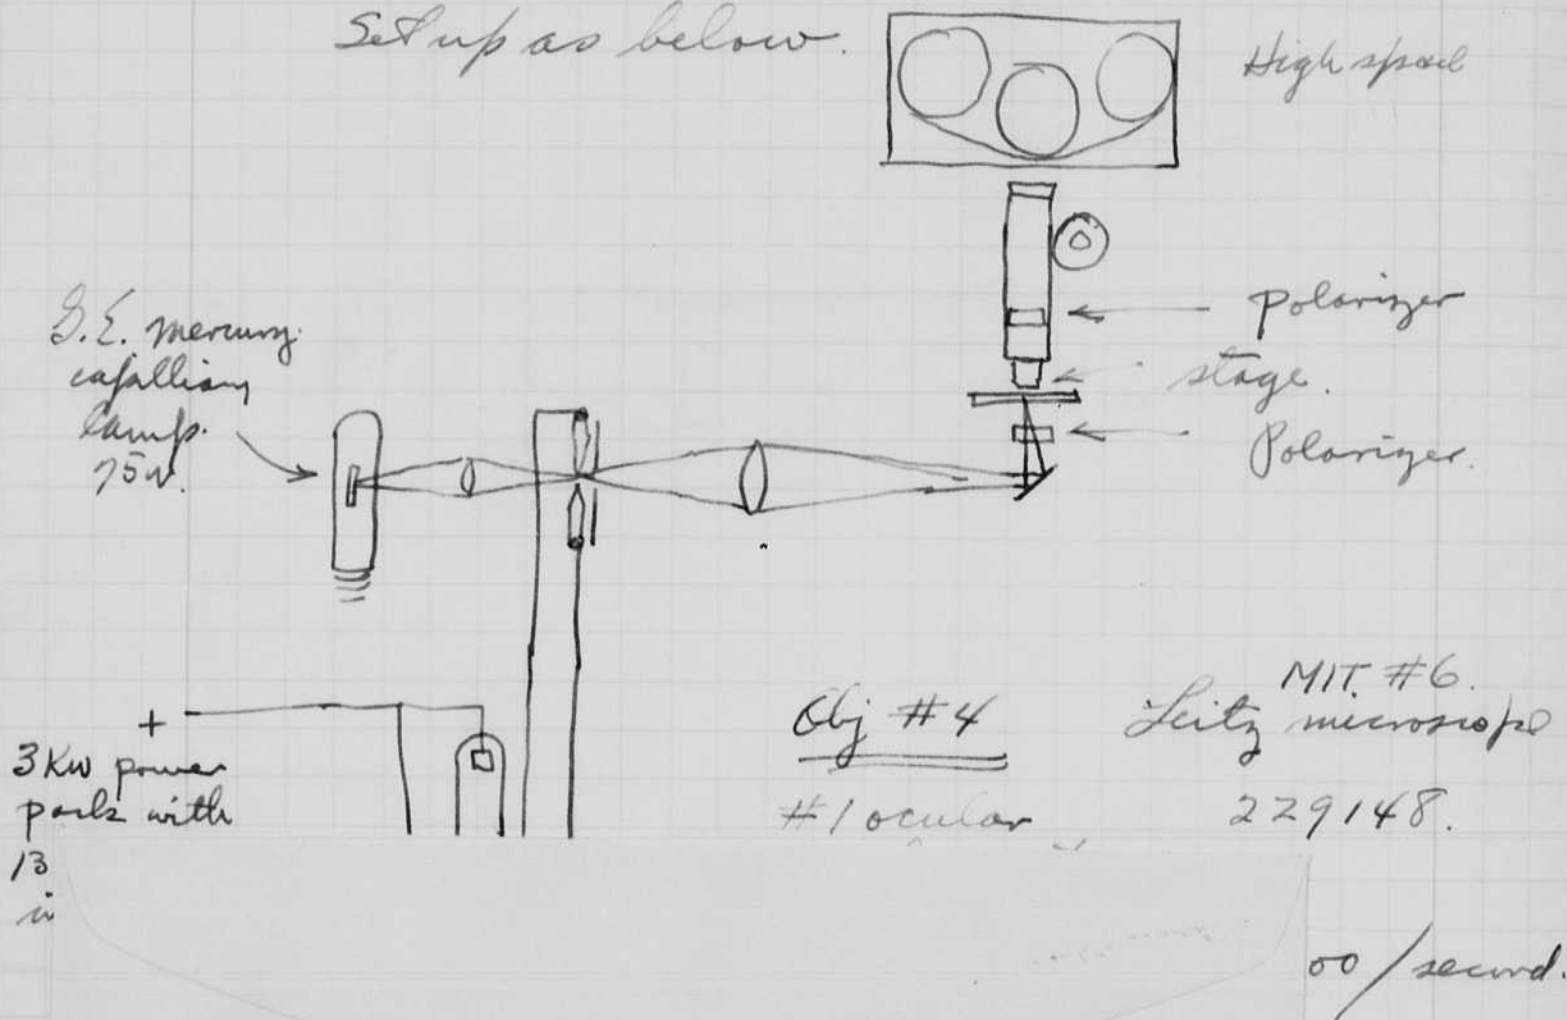 Set up as below.
High speed
G.E. mercury
capillary
lamp.
75w.
polarizer
stage.
Polarizer.
+
3 KW power
pack with
13
in
Obj #4
#1 ocular
MIT #6.
Leitz microscope
229148.
00/second.